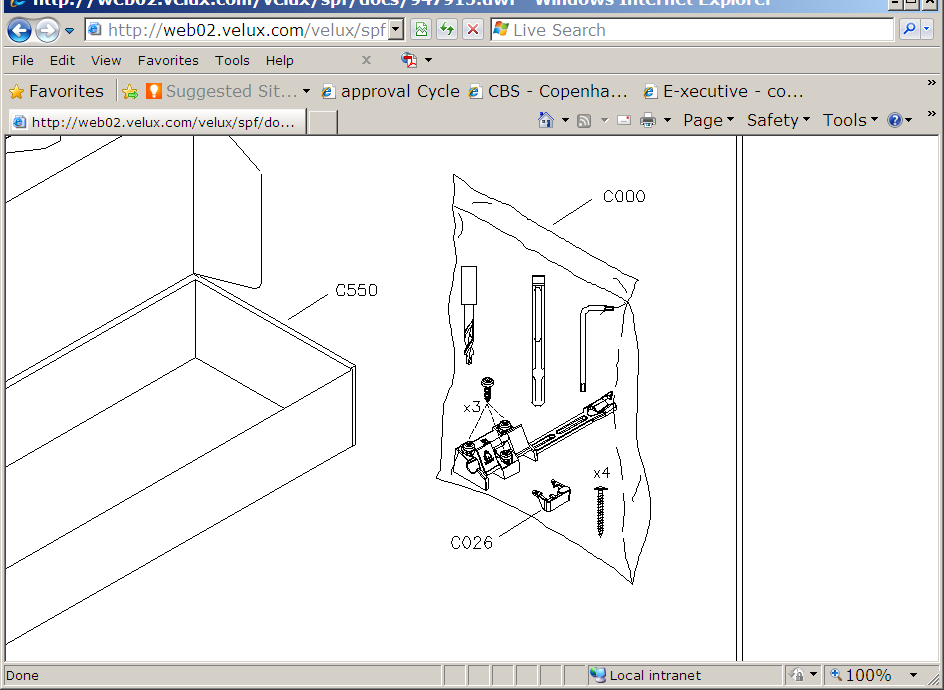 http://web02.velux.com/velux/spf/docs/947915.dwf - Windows Internet Explorer
http://web02.velux.com/velux/spf
Live Search
File Edit View Favorites Tools Help
Favorites Suggested Sit... approval Cycle CBS - Copenha... E-xecutive - co... »
http://web02.velux.com/velux/spf/do...
Page Safety Tools »
C000
C550
x3
x4
C026
Done
Local intranet
100%